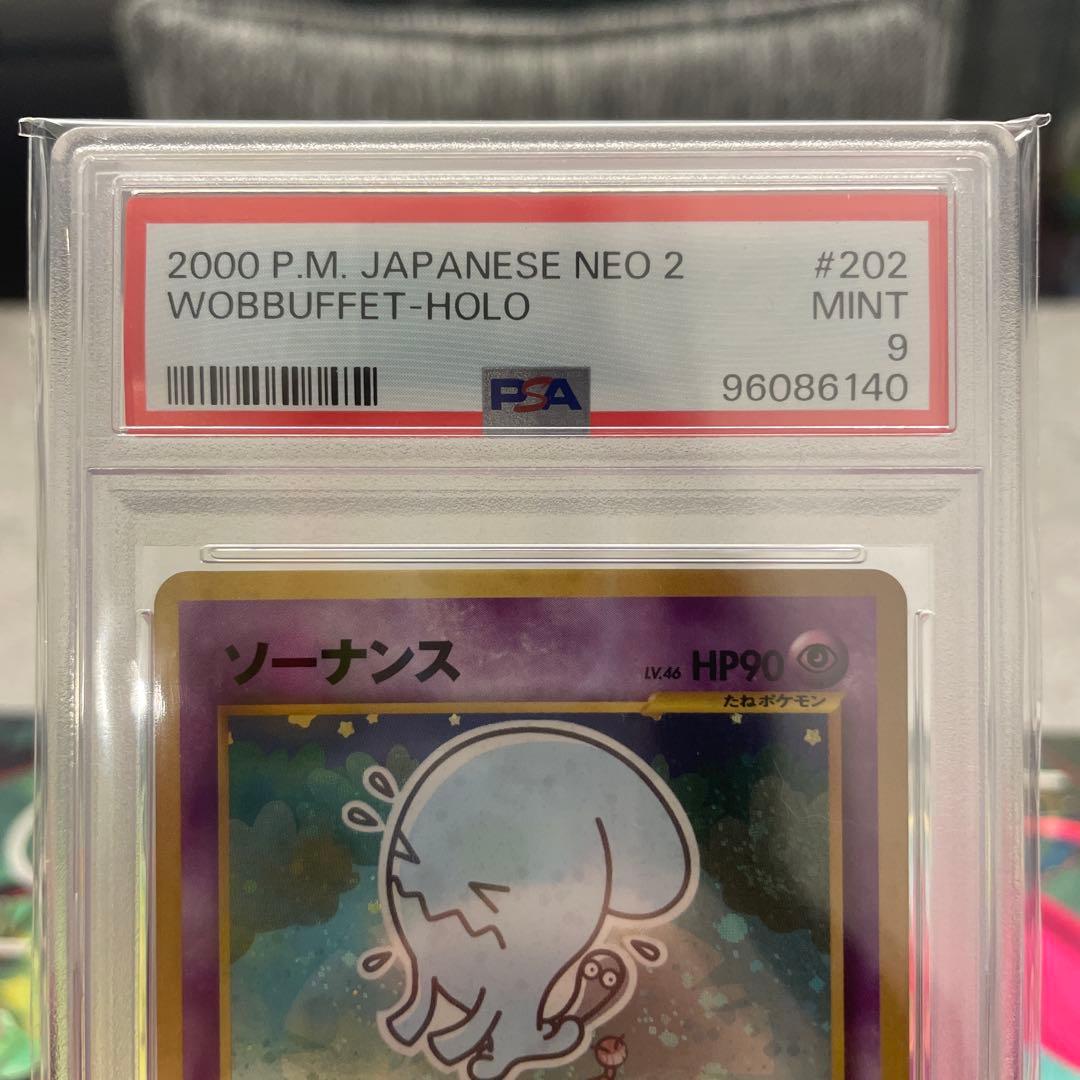 2000 P.M. JAPANESE NEO 2 #202
WOBBUFFET-HOLO MINT
9
PSA 96086140
ソーナンス LV.46 HP90
たねポケモン